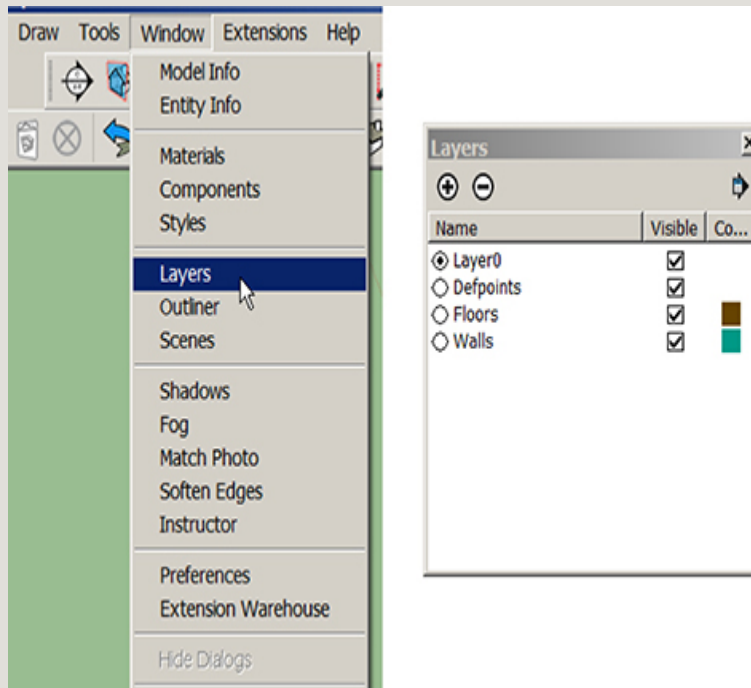 Draw Tools Window Extensions Help
Model Info
Entity Info
Materials
Components
Styles
Layers
Outliner
Scenes
Shadows
Fog
Match Photo
Soften Edges
Instructor
Preferences
Extension Warehouse
Hide Dialogs
Layers
Name Visible Co...
Layer0
Defpoints
Floors
Walls